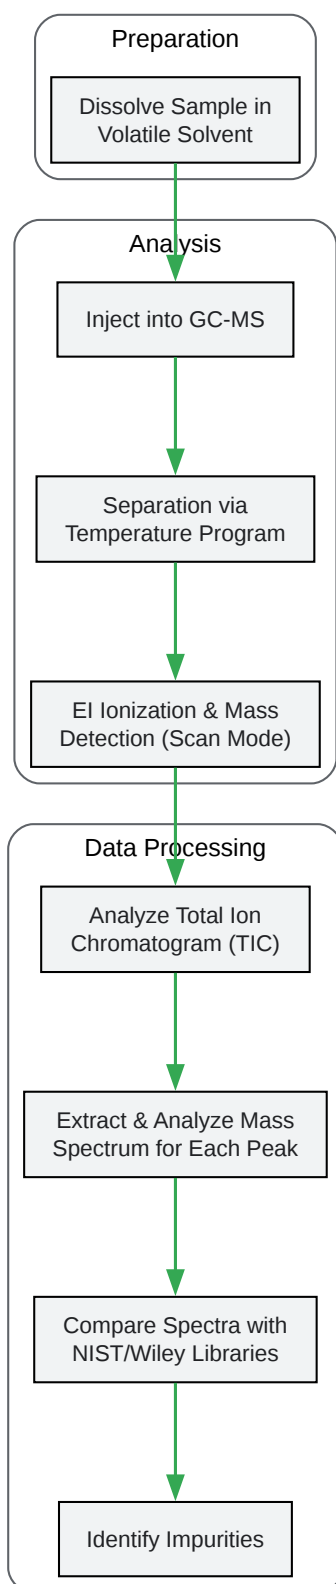 Preparation
Dissolve Sample in
Volatile Solvent
Analysis
Inject into GC-MS
Separation via
Temperature Program
EI Ionization & Mass
Detection (Scan Mode)
Data Processing
Analyze Total Ion
Chromatogram (TIC)
Extract & Analyze Mass
Spectrum for Each Peak
Compare Spectra with
NIST/Wiley Libraries
Identify Impurities